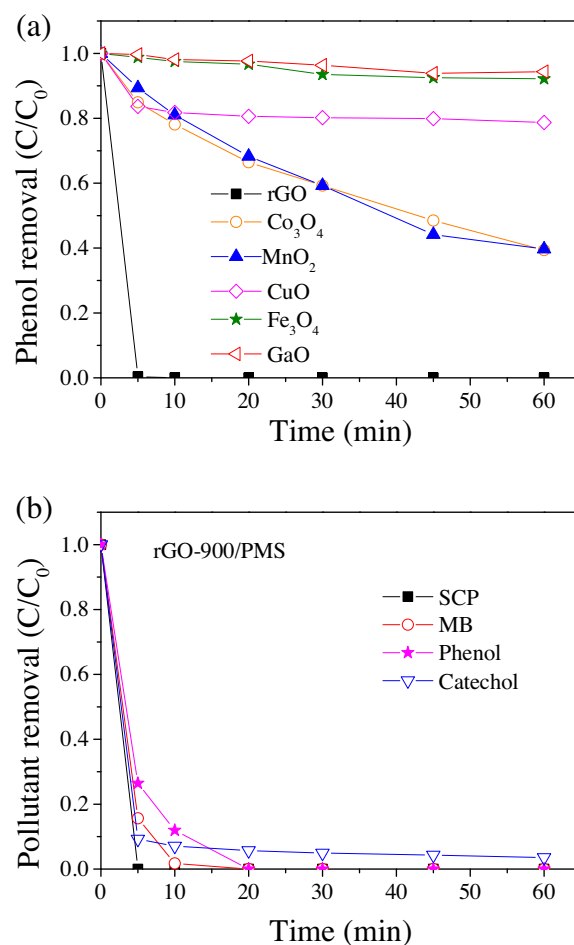 (a)
Phenol removal (C/C₀)
1.0
0.8
0.6
0.4
0.2
0.0
rGO
Co₃O₄
MnO₂
CuO
Fe₃O₄
GaO
0 10 20 30 40 50 60
Time (min)
(b)
Pollutant removal (C/C₀)
1.0
0.8
0.6
0.4
0.2
0.0
rGO-900/PMS
SCP
MB
Phenol
Catechol
0 10 20 30 40 50 60
Time (min)